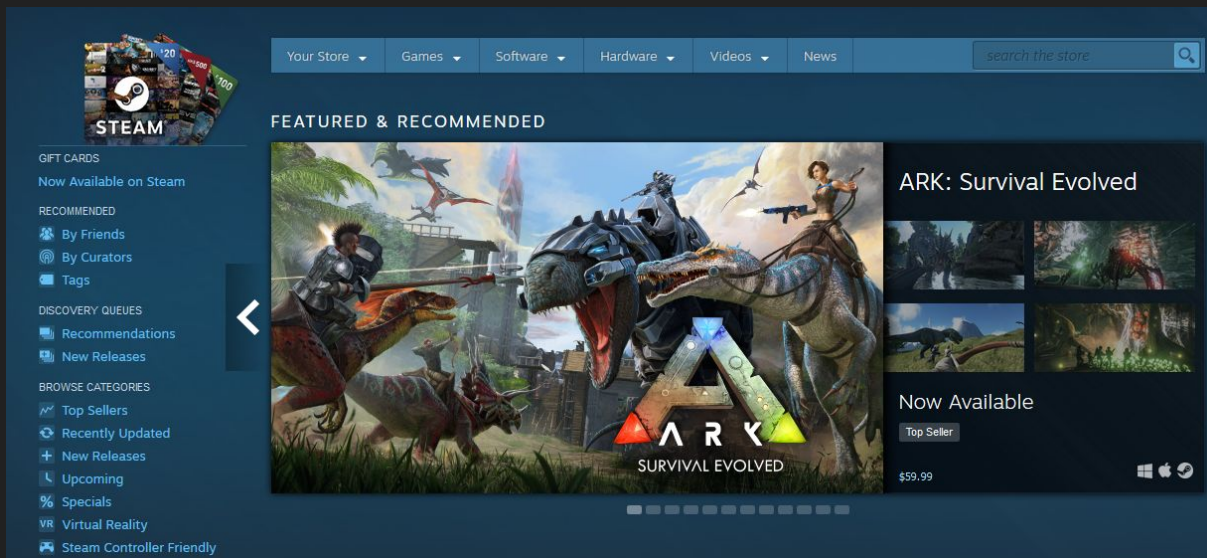 $20
$500
$100
STEAM
Your Store
Games
Software
Hardware
Videos
News
search the store
FEATURED & RECOMMENDED
GIFT CARDS
Now Available on Steam
RECOMMENDED
By Friends
By Curators
Tags
DISCOVERY QUEUES
Recommendations
New Releases
BROWSE CATEGORIES
Top Sellers
Recently Updated
New Releases
Upcoming
% Specials
VR Virtual Reality
Steam Controller Friendly
ARK
SURVIVAL EVOLVED
ARK: Survival Evolved
Now Available
Top Seller
$59.99